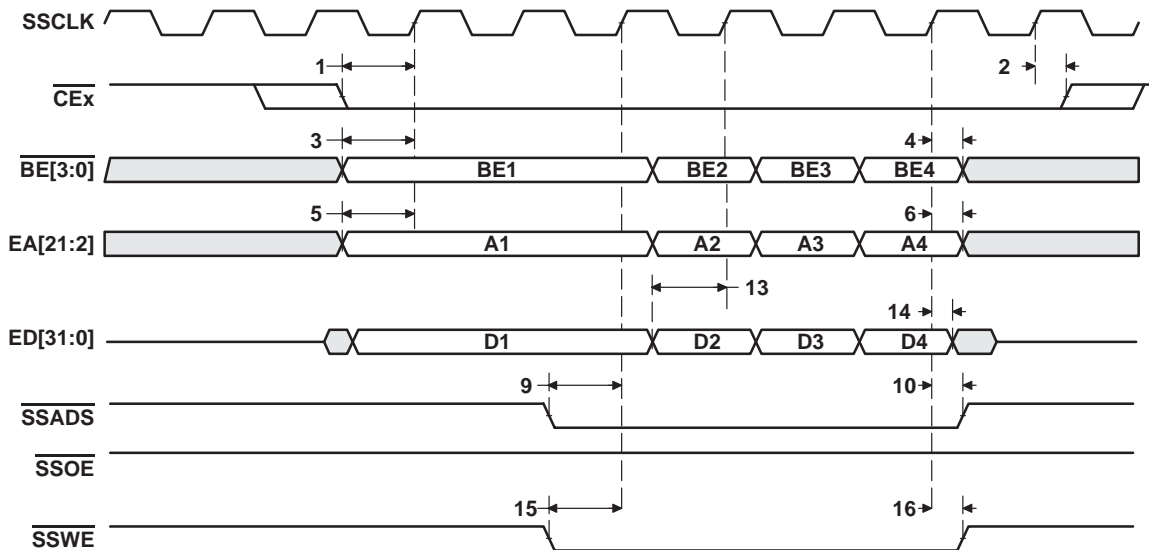 SSCLK
1
2
CEx
3
4
BE[3:0]
BE1
BE2
BE3
BE4
5
6
EA[21:2]
A1
A2
A3
A4
13
14
ED[31:0]
D1
D2
D3
D4
9
10
SSADS
SSOE
15
16
SSWE